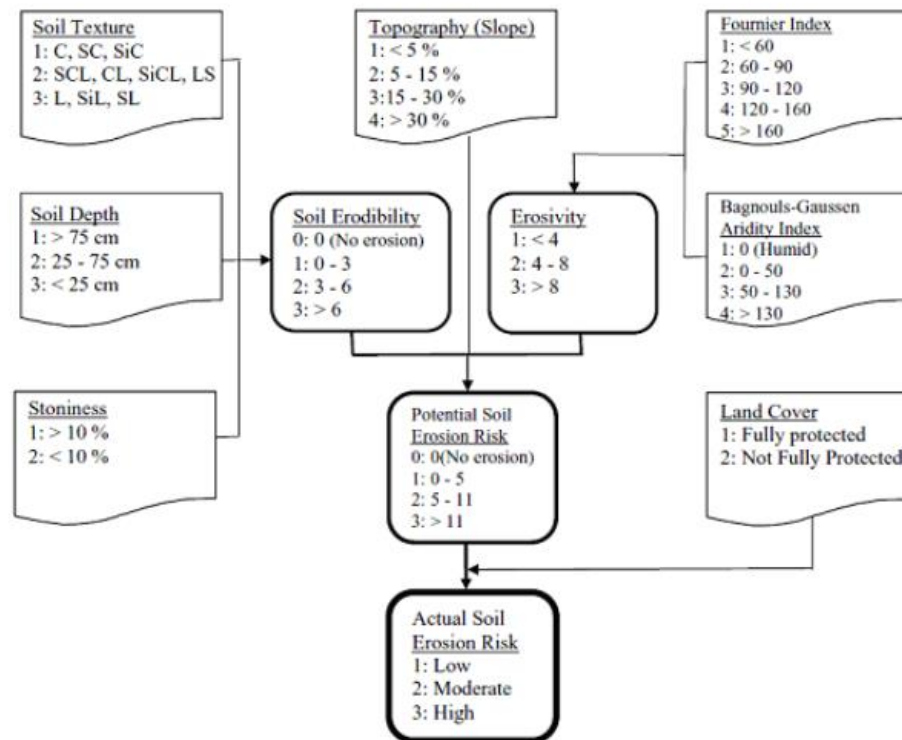 Soil Texture
1: C, SC, SiC
2: SCL, CL, SiCL, LS
3: L, SiL, SL
Topography (Slope)
1: < 5 %
2: 5 - 15 %
3:15 - 30 %
4: > 30 %
Fournier Index
1: < 60
2: 60 - 90
3: 90 - 120
4: 120 - 160
5: > 160
Soil Depth
1: > 75 cm
2: 25 - 75 cm
3: < 25 cm
Soil Erodibility
0: 0 (No erosion)
1: 0 - 3
2: 3 - 6
3: > 6
Erosivity
1: < 4
2: 4 - 8
3: > 8
Bagnouls-Gaussen
Aridity Index
1: 0 (Humid)
2: 0 - 50
3: 50 - 130
4: > 130
Stoniness
1: > 10 %
2: < 10 %
Potential Soil
Erosion Risk
0: 0(No erosion)
1: 0 - 5
2: 5 - 11
3: > 11
Land Cover
1: Fully protected
2: Not Fully Protected
Actual Soil
Erosion Risk
1: Low
2: Moderate
3: High